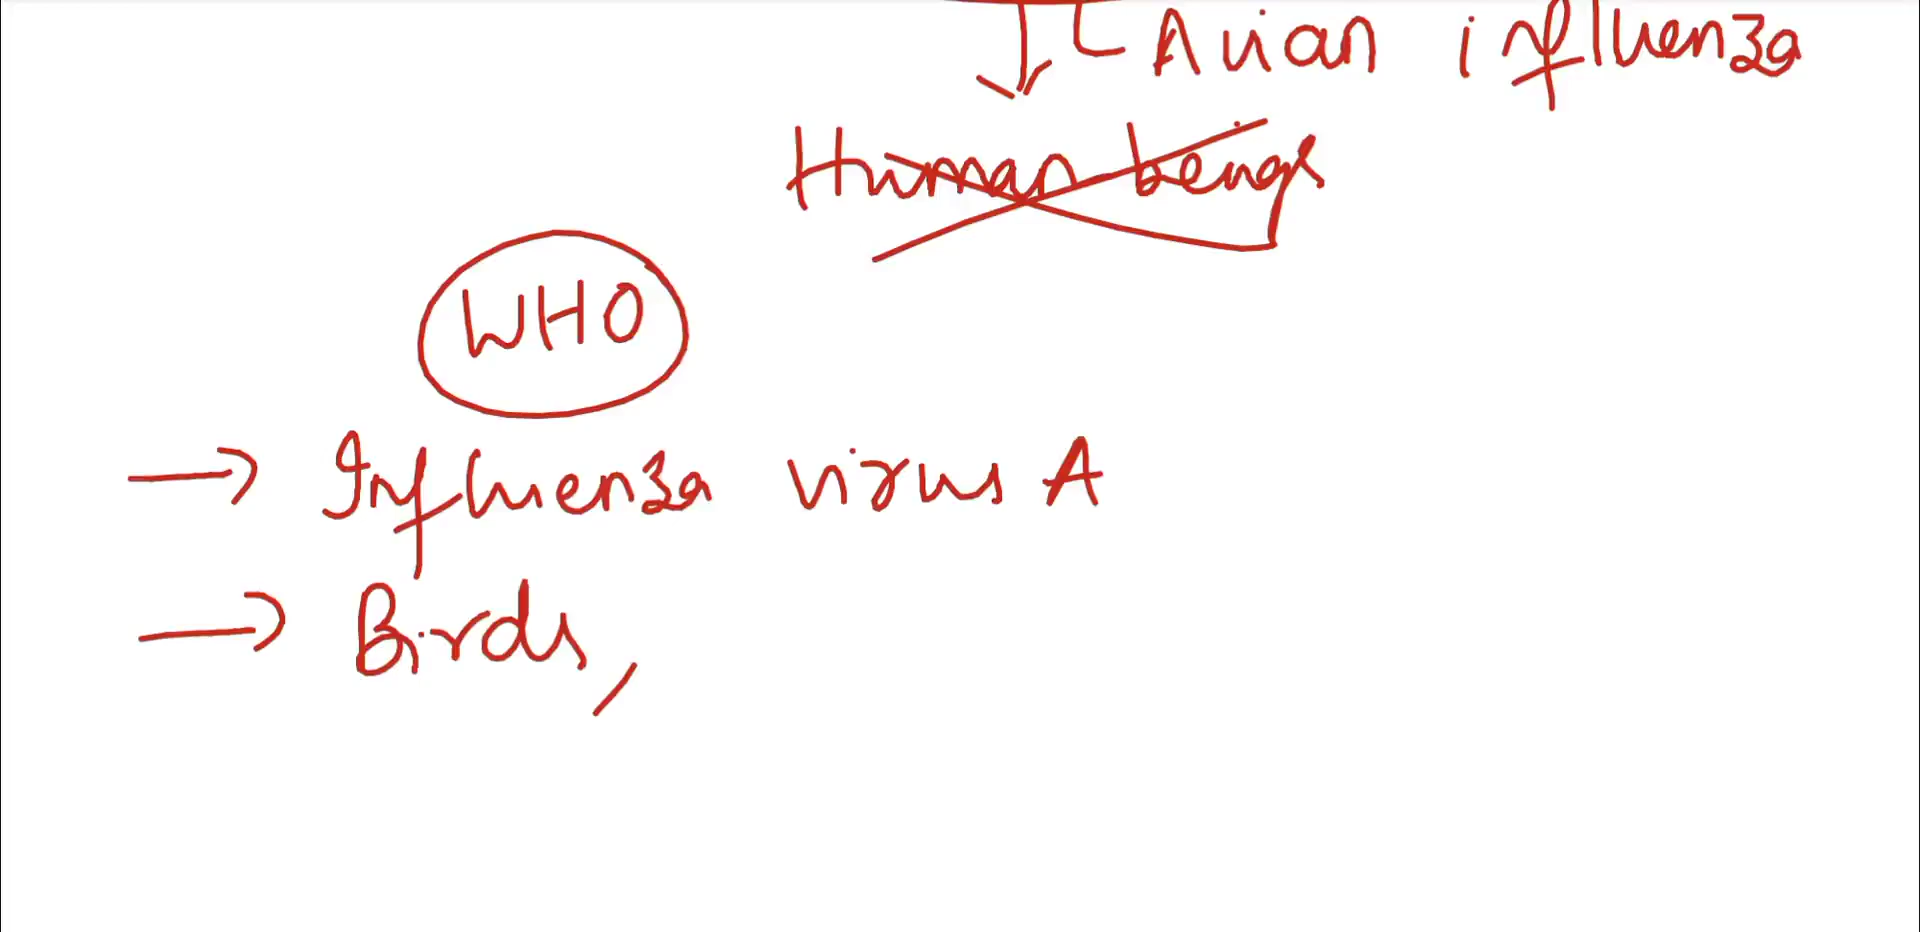 Avian influenza
Human beings
WHO
→ Influenza virus A
→ Birds,